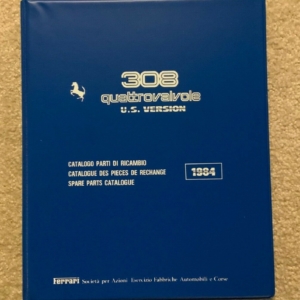 308
quattrovalvole
U.S. VERSION
CATALOGO PARTI DI RICAMBIO
CATALOGUE DES PIECES DE RECHANGE
SPARE PARTS CATALOGUE
1984
Ferrari Società per Azioni Esercizio Fabbriche Automobili e Corse